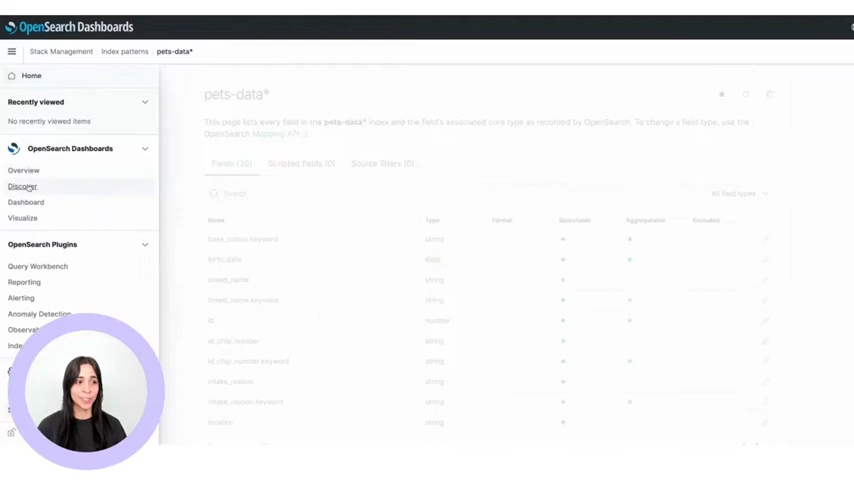 OpenSearch Dashboards
Stack Management / Index patterns / pets-data*
Home
Recently viewed
No recently viewed items
OpenSearch Dashboards
Overview
Discover
Dashboard
Visualize
OpenSearch Plugins
Query Workbench
Reporting
Alerting
Anomaly Detection
pets-data*
This page lists every field in the pets-data* index and the field's associated core type as recorded by OpenSearch. To change a field type, use the
OpenSearch Mapping API
Fields (30) Scripted fields (0) Source filters (0)
Search All field types
Name Type Format Searchable Aggregatable Excluded
base_colour.keyword string
birth_date date
breed_name string
breed_name.keyword string
id number
id_chip_number string
id_chip_number.keyword string
intake_reason string
intake_reason.keyword string
location string